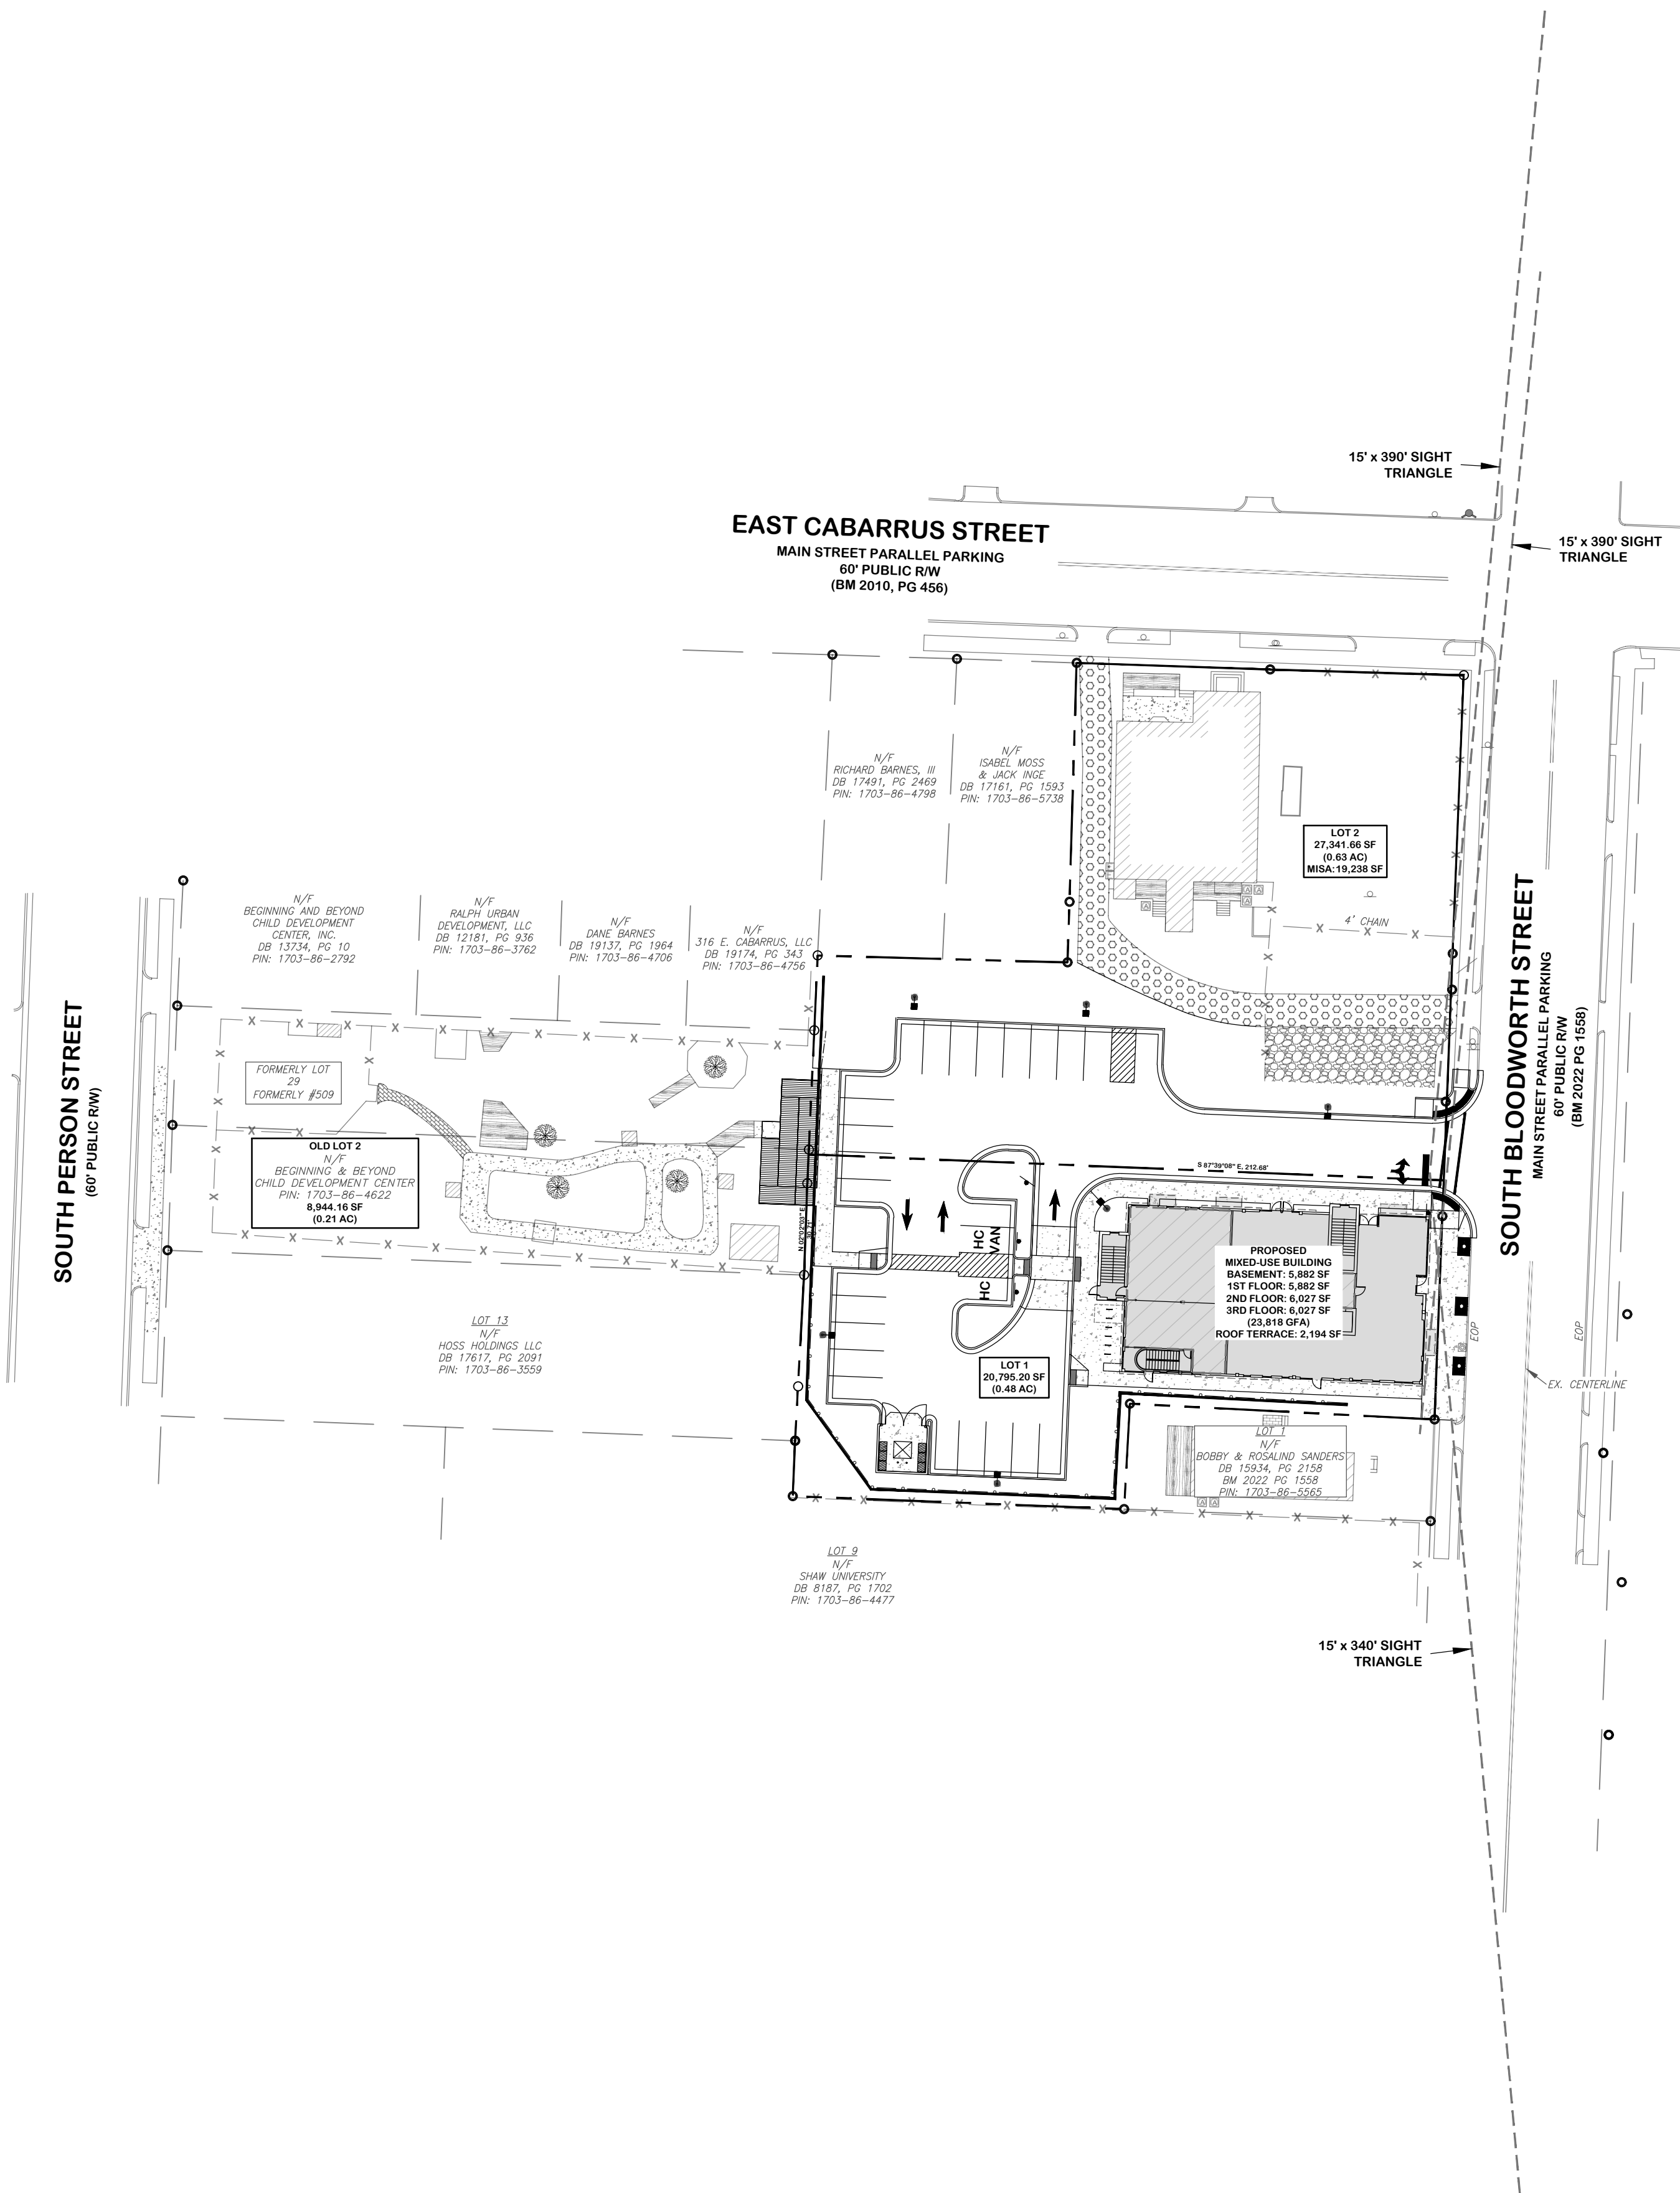 15' x 390' SIGHT
TRIANGLE
15' x 390' SIGHT
TRIANGLE
EAST CABARRUS STREET
MAIN STREET PARALLEL PARKING
60' PUBLIC R/W
(BM 2010, PG 456)
N/F
RICHARD BARNES, III
DB 17491, PG 2469
PIN: 1703-86-4798
N/F
ISABEL MOSS
& JACK INGE
DB 17161, PG 1593
PIN: 1703-86-5738
LOT 2
27,341.66 SF
(0.63 AC)
MISA:19,238 SF
4' CHAIN
N/F
BEGINNING AND BEYOND
CHILD DEVELOPMENT
CENTER, INC.
DB 13734, PG 10
PIN: 1703-86-2792
N/F
RALPH URBAN
DEVELOPMENT, LLC
DB 12181, PG 936
PIN: 1703-86-3762
N/F
DANE BARNES
DB 19137, PG 1964
PIN: 1703-86-4706
N/F
316 E. CABARRUS, LLC
DB 19174, PG 343
PIN: 1703-86-4756
SOUTH PERSON STREET
(60' PUBLIC R/W)
FORMERLY LOT
29
FORMERLY #509
OLD LOT 2
N/F
BEGINNING & BEYOND
CHILD DEVELOPMENT CENTER
PIN: 1703-86-4622
8,944.16 SF
(0.21 AC)
SOUTH BLOODWORTH STREET
MAIN STREET PARALLEL PARKING
60' PUBLIC R/W
(BM 2022 PG 1558)
S 87°39'08" E, 212.68'
N 02°02'03" E
30.71'
HC
VAN
HC
PROPOSED
MIXED-USE BUILDING
BASEMENT: 5,882 SF
1ST FLOOR: 5,882 SF
2ND FLOOR: 6,027 SF
3RD FLOOR: 6,027 SF
(23,818 GFA)
ROOF TERRACE: 2,194 SF
LOT 13
N/F
HOSS HOLDINGS LLC
DB 17617, PG 2091
PIN: 1703-86-3559
LOT 1
20,795.20 SF
(0.48 AC)
EOP
EOP
EX. CENTERLINE
LOT 1
N/F
BOBBY & ROSALIND SANDERS
DB 15934, PG 2158
BM 2022 PG 1558
PIN: 1703-86-5565
LOT 9
N/F
SHAW UNIVERSITY
DB 8187, PG 1702
PIN: 1703-86-4477
15' x 340' SIGHT
TRIANGLE